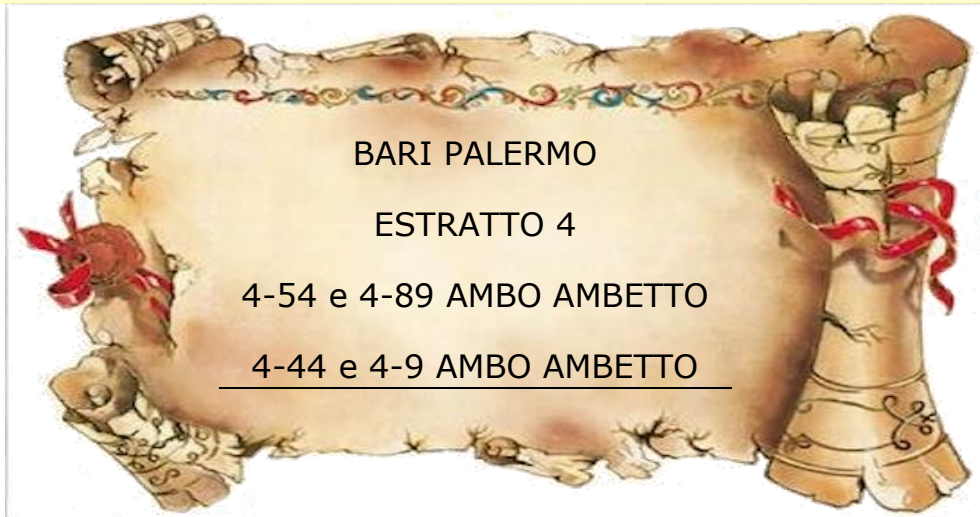 BARI PALERMO
ESTRATTO 4
4-54 e 4-89 AMBO AMBETTO
4-44 e 4-9 AMBO AMBETTO